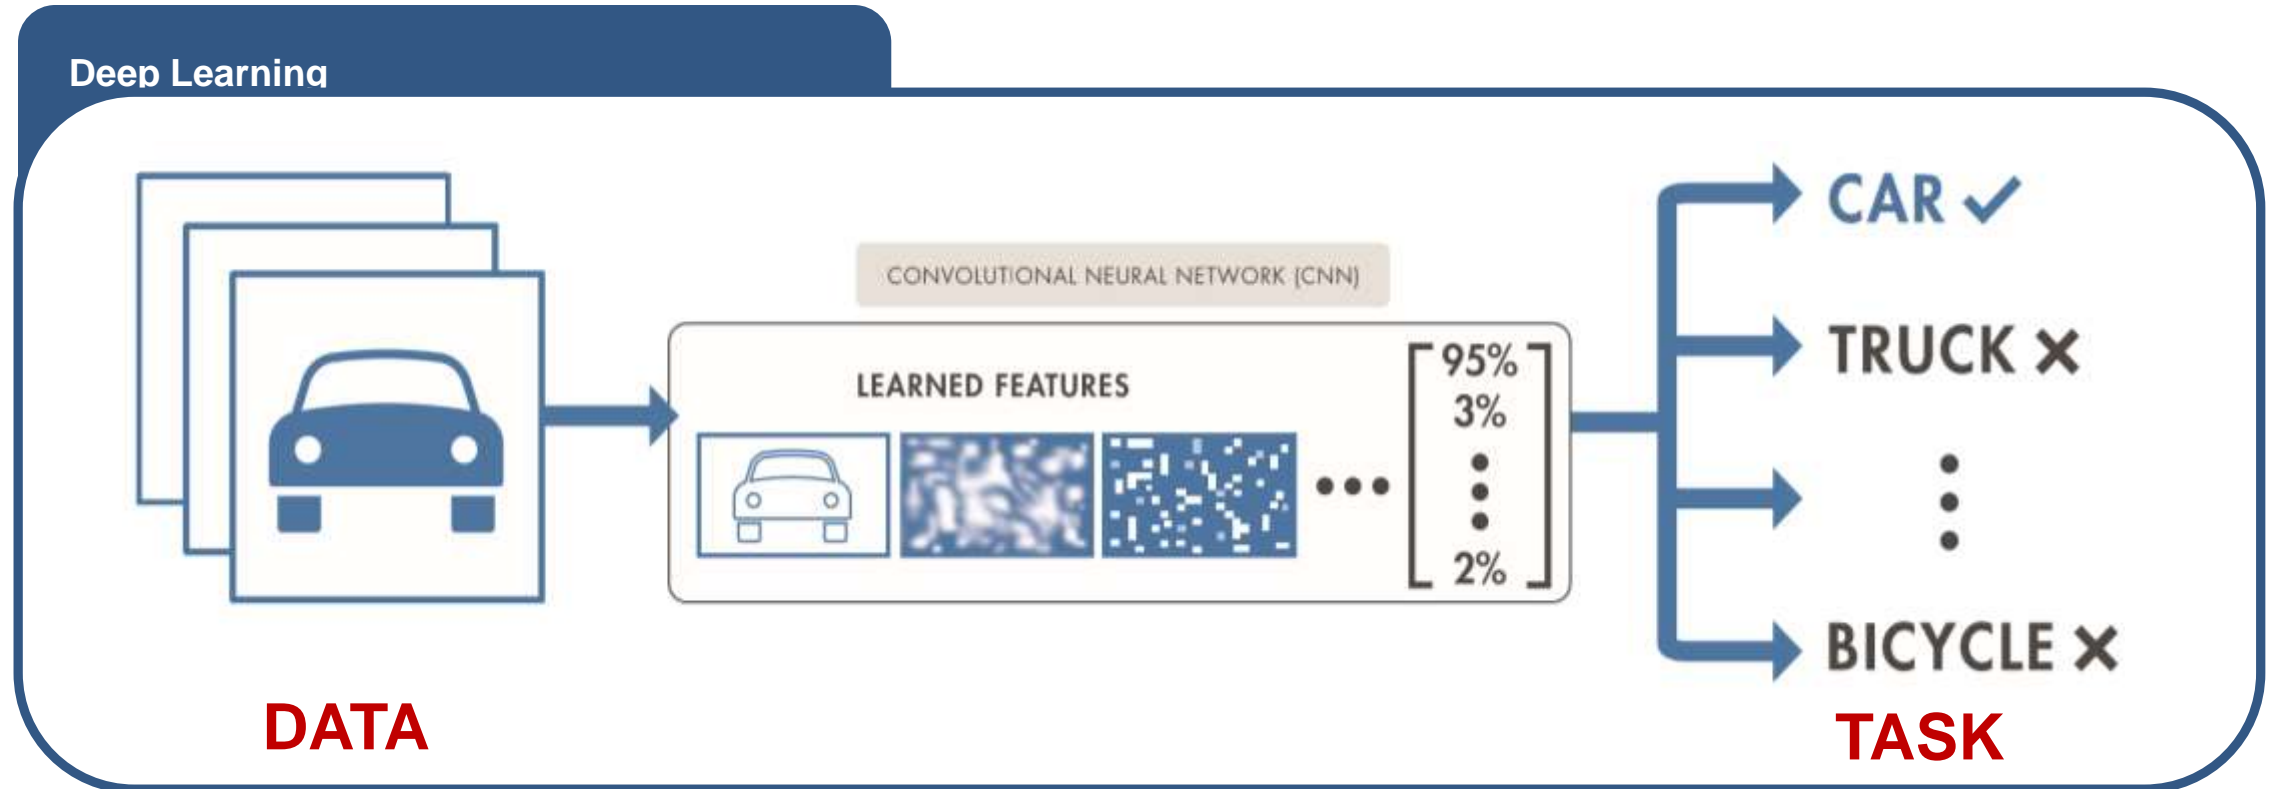 Deep Learning
CONVOLUTIONAL NEURAL NETWORK (CNN)
LEARNED FEATURES
95%
3%
2%
CAR ✓
TRUCK ✕
BICYCLE ✕
DATA
TASK